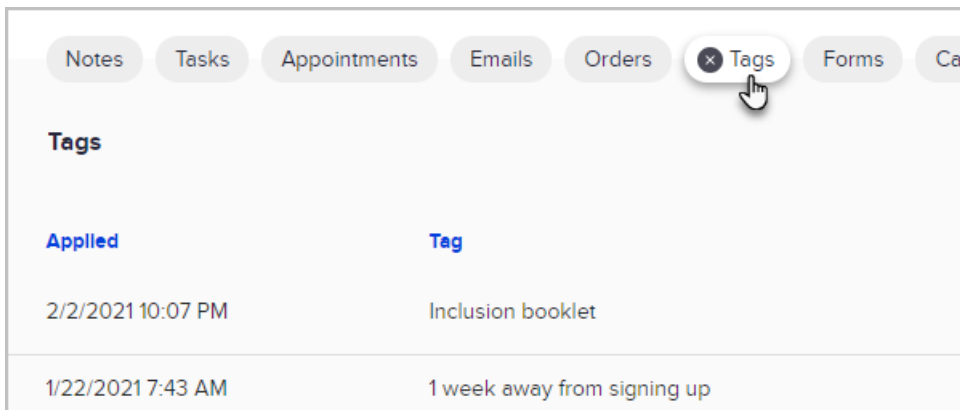 Notes Tasks Appointments Emails Orders Tags Forms Ca
Tags
Applied Tag
2/2/2021 10:07 PM Inclusion booklet
1/22/2021 7:43 AM 1 week away from signing up